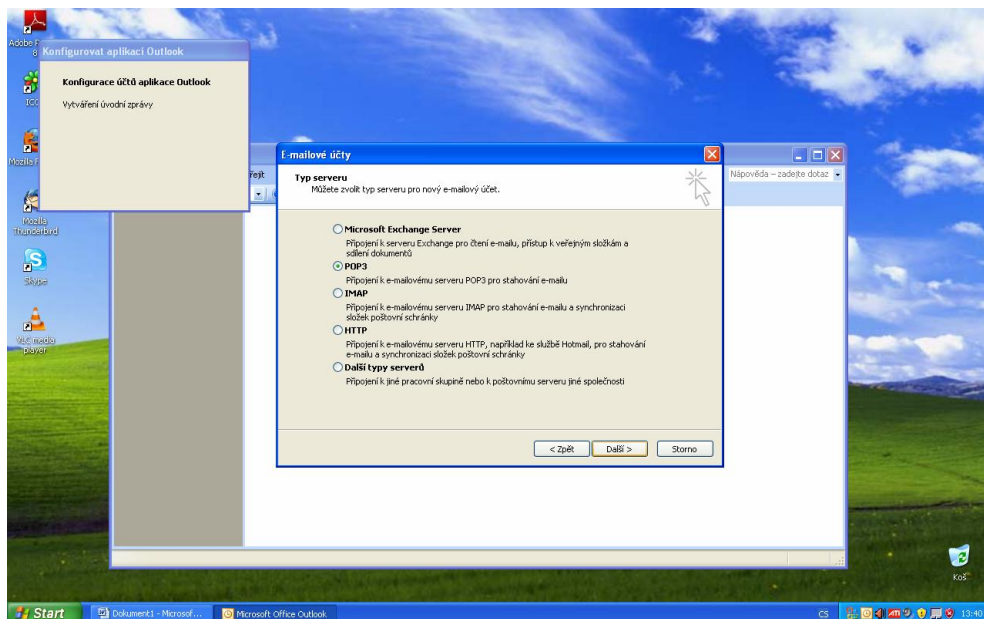 Adobe R
8
Konfigurovat aplikaci Outlook
Konfigurace účtů aplikace Outlook
Vytváření úvodní zprávy
ICQ
Mozilla F
Mozilla
Thunderbird
Skype
VLC media
player
řejít
Nápověda – zadejte dotaz
E-mailové účty
Typ serveru
Můžete zvolit typ serveru pro nový e-mailový účet.
Microsoft Exchange Server
Připojení k serveru Exchange pro čtení e-mailu, přístup k veřejným složkám a
sdílení dokumentů
POP3
Připojení k e-mailovému serveru POP3 pro stahování e-mailu
IMAP
Připojení k e-mailovému serveru IMAP pro stahování e-mailu a synchronizaci
složek poštovní schránky
HTTP
Připojení k e-mailovému serveru HTTP, například ke službě Hotmail, pro stahování
e-mailu a synchronizaci složek poštovní schránky
Další typy serverů
Připojení k jiné pracovní skupině nebo k poštovnímu serveru jiné společnosti
< Zpět
Další >
Storno
Koš
Start
Dokument1 - Microsof...
Microsoft Office Outlook
CS
13:40